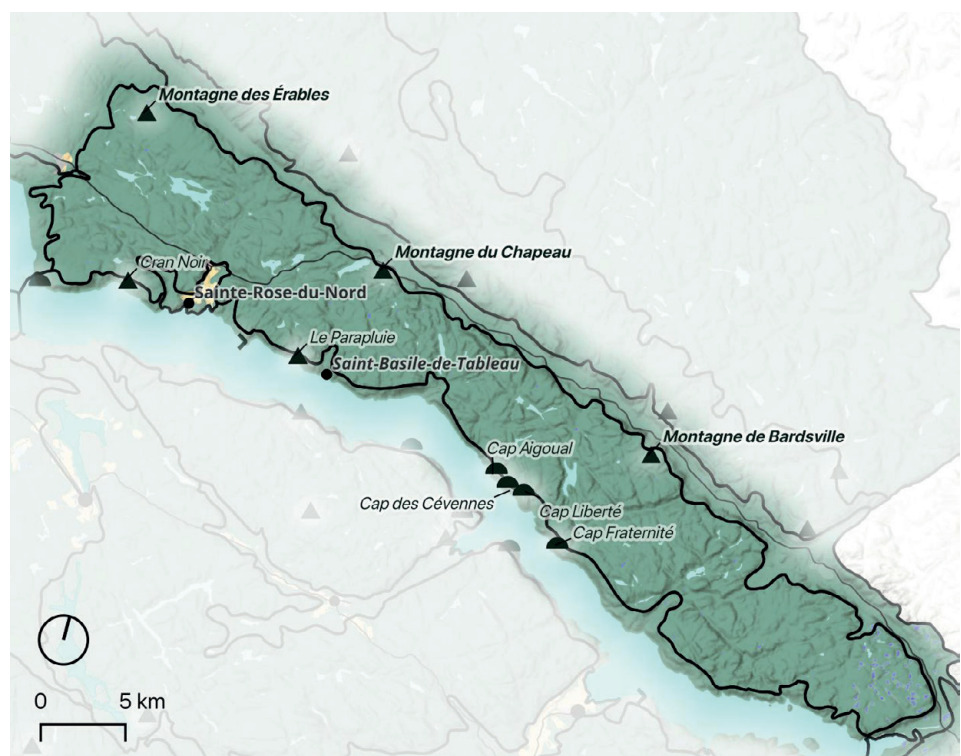 Montagne des Érables
Montagne du Chapeau
Cran Noir
Sainte-Rose-du-Nord
Le Parapluie
Saint-Basile-de-Tableau
Montagne de Bardsville
Cap Aigoual
Cap des Cévennes
Cap Liberté
Cap Fraternité
0 5 km